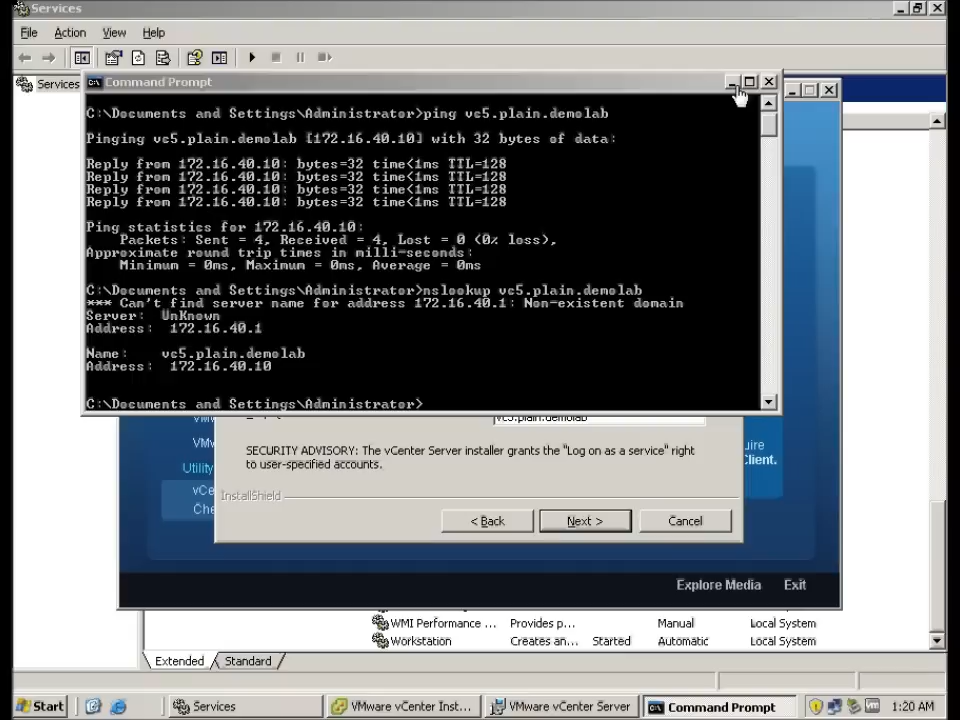 Services
File Action View Help
Services
Command Prompt
C:\Documents and Settings\Administrator>ping vc5.plain.demolab
Pinging vc5.plain.demolab [172.16.40.10] with 32 bytes of data:
Reply from 172.16.40.10: bytes=32 time<1ms TTL=128
Reply from 172.16.40.10: bytes=32 time<1ms TTL=128
Reply from 172.16.40.10: bytes=32 time<1ms TTL=128
Reply from 172.16.40.10: bytes=32 time<1ms TTL=128
Ping statistics for 172.16.40.10:
Packets: Sent = 4, Received = 4, Lost = 0 (0% loss),
Approximate round trip times in milli-seconds:
Minimum = 0ms, Maximum = 0ms, Average = 0ms
C:\Documents and Settings\Administrator>nslookup vc5.plain.demolab
*** Can't find server name for address 172.16.40.1: Non-existent domain
Server: UnKnown
Address: 172.16.40.1
Name: vc5.plain.demolab
Address: 172.16.40.10
C:\Documents and Settings\Administrator>
vc5.plain.demolab
VMw
Utility
vCe
Che
SECURITY ADVISORY: The vCenter Server installer grants the "Log on as a service" right
to user-specified accounts.
uire
Client.
InstallShield
< Back Next > Cancel
Explore Media Exit
WMI Performance ... Provides p... Manual Local System
Workstation Creates an... Started Automatic Local System
Extended Standard
Start Services VMware vCenter Inst... VMware vCenter Server Command Prompt 1:20 AM